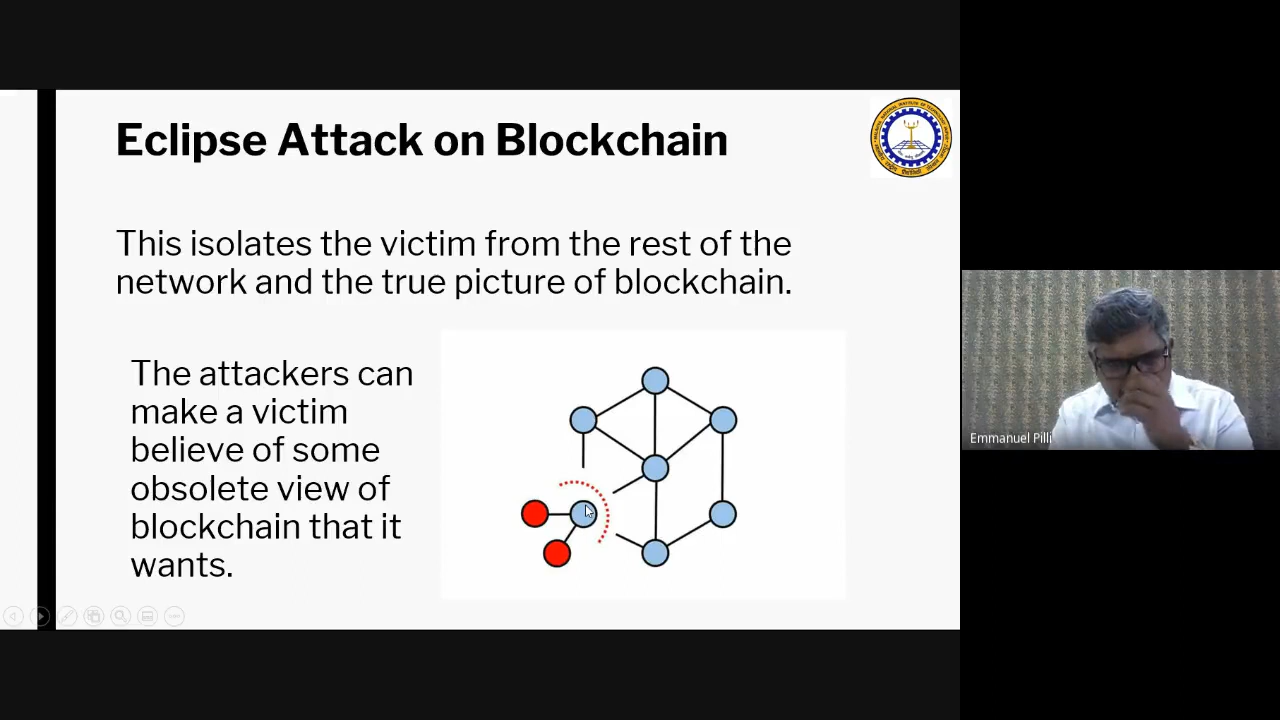 Eclipse Attack on Blockchain
This isolates the victim from the rest of the
network and the true picture of blockchain.
The attackers can
make a victim
believe of some
obsolete view of
blockchain that it
wants.
Emmanuel Pilli